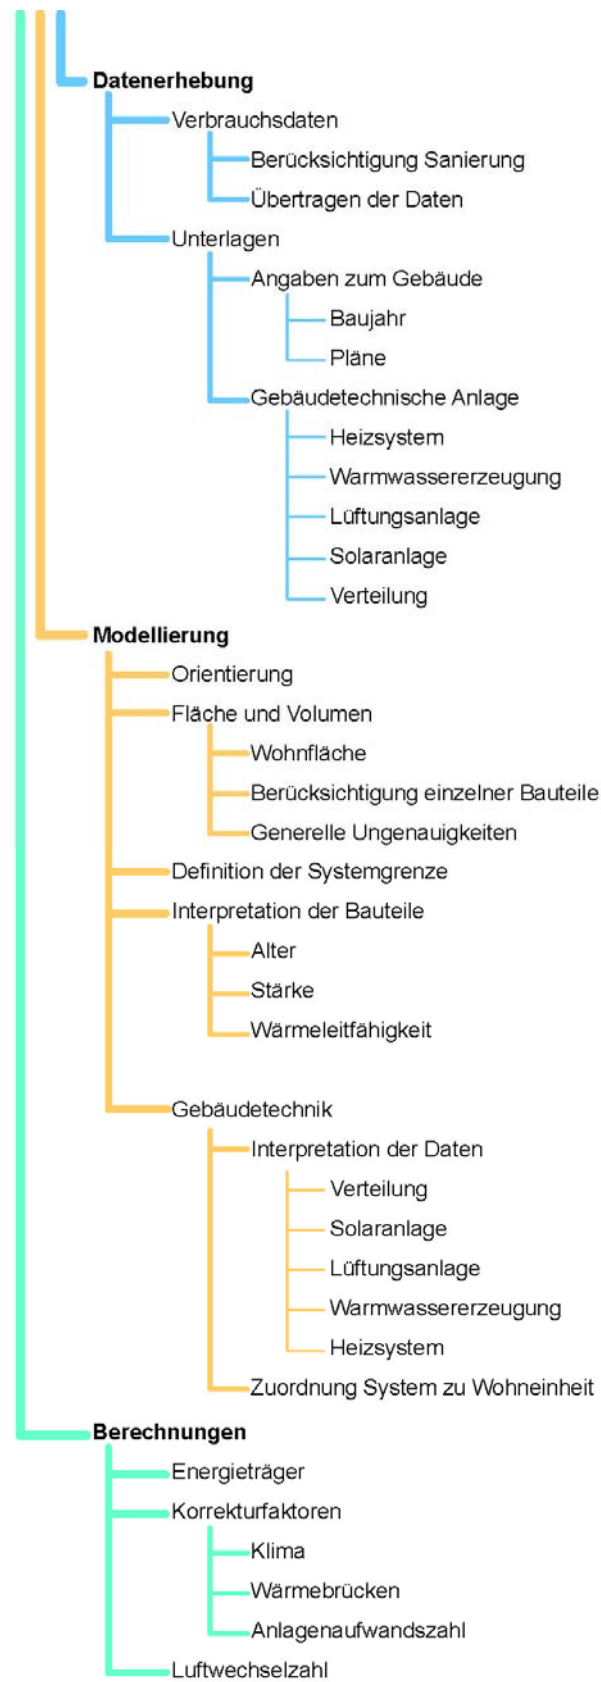 Datenerhebung
Verbrauchsdaten
Berücksichtigung Sanierung
Übertragen der Daten
Unterlagen
Angaben zum Gebäude
Baujahr
Pläne
Gebäudetechnische Anlage
Heizsystem
Warmwassererzeugung
Lüftungsanlage
Solaranlage
Verteilung
Modellierung
Orientierung
Fläche und Volumen
Wohnfläche
Berücksichtigung einzelner Bauteile
Generelle Ungenauigkeiten
Definition der Systemgrenze
Interpretation der Bauteile
Alter
Stärke
Wärmeleitfähigkeit
Gebäudetechnik
Interpretation der Daten
Verteilung
Solaranlage
Lüftungsanlage
Warmwassererzeugung
Heizsystem
Zuordnung System zu Wohneinheit
Berechnungen
Energieträger
Korrekturfaktoren
Klima
Wärmebrücken
Anlagenaufwandszahl
Luftwechselzahl